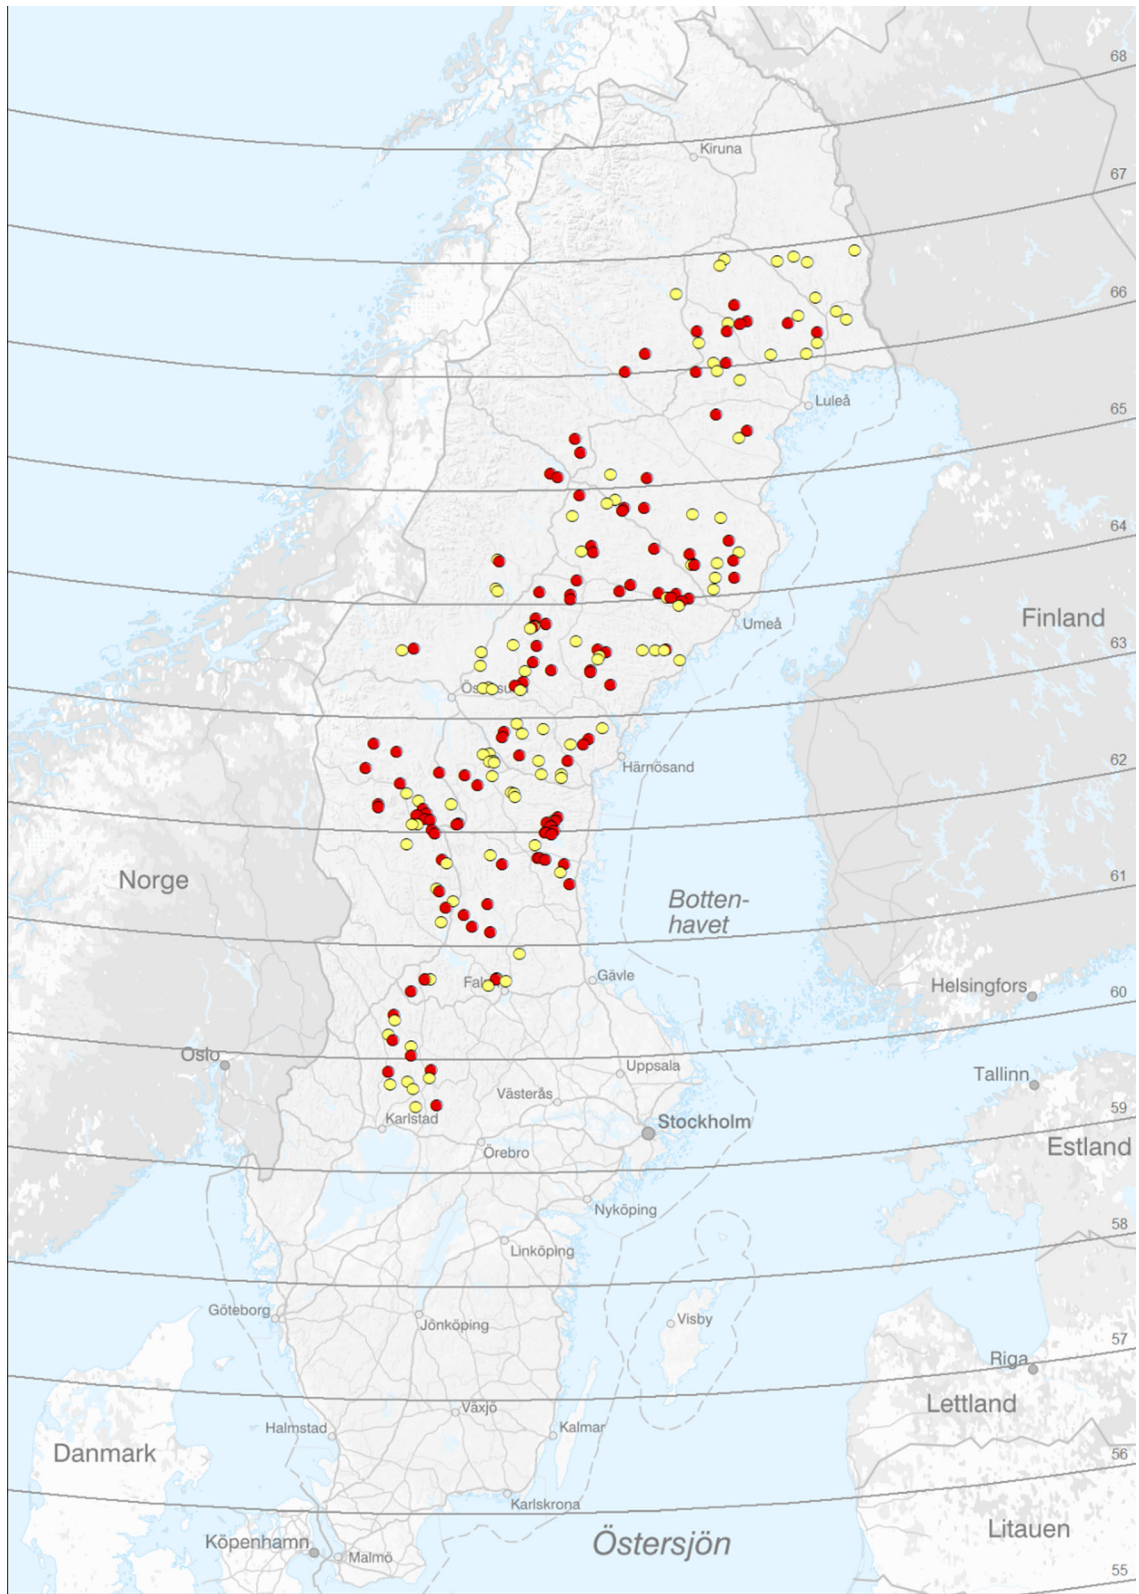 68
Kiruna
67
66
Luleå
65
64
Finland
Umeå
63
Härnösand
62
Norge
61
Botten-
havet
Gävle
Helsingfors
60
Oslo
Uppsala
Tallinn
Västerås
59
Karlstad
Stockholm
Örebro
Estland
Nyköping
58
Linköping
Göteborg
Jönköping
Visby
57
Riga
Växjö
Lettland
Halmstad
Kalmar
Danmark
56
Karlskrona
Litauen
Köpenhamn
Östersjön
Malmö
55